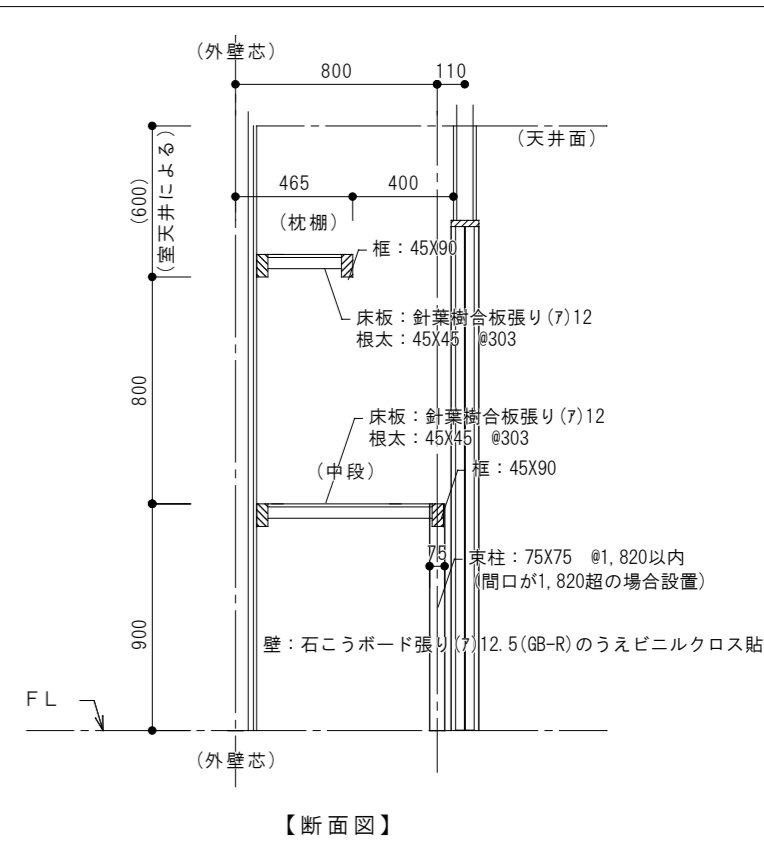 (外壁芯)
800
110
(天井面)
(600)
(室天井による)
465
400
(枕棚)
框：45X90
床板：針葉樹合板張り(ｱ)12
根太：45X45 @303
800
床板：針葉樹合板張り(ｱ)12
根太：45X45 @303
(中段)
框：45X90
75
束柱：75X75 @1,820以内
(間口が1,820超の場合設置)
900
壁：石こうボード張り(ｱ)12.5(GB-R)のうえビニルクロス貼
ＦＬ
(外壁芯)
【断面図】